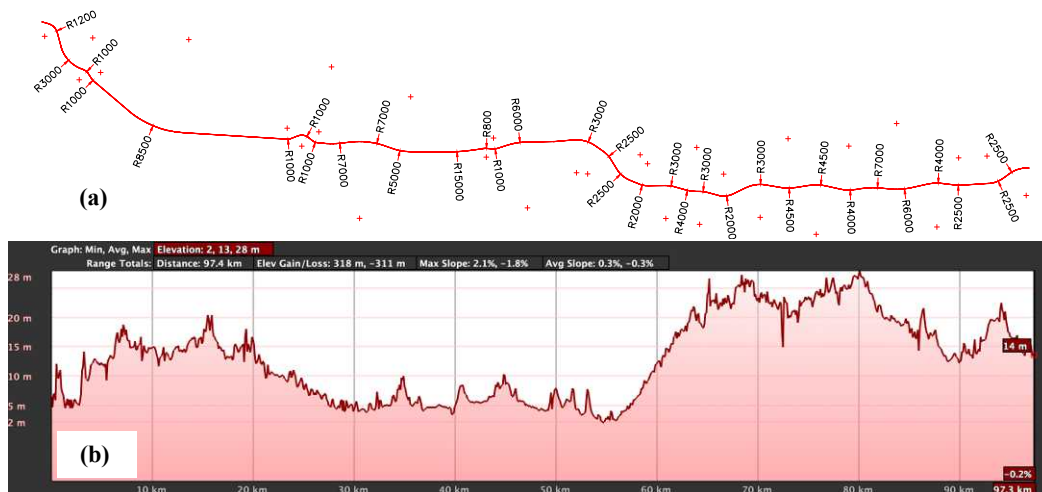 R1200
R3000
R1000
R1000
R8500
R1000
R1000
R1000
R7000
R7000
R5000
R15000
R800
R1000
R6000
R3000
R2500
R2500
R2000
R3000
R4000
R3000
R2000
R3000
R4500
R4500
R4000
R7000
R6000
R4000
R2500
R2500
R2500
(a)
Graph: Min, Avg, Max Elevation: 2, 13, 28 m
Range Totals: Distance: 97.4 km Elev Gain/Loss: 318 m, -311 m Max Slope: 2.1%, -1.8% Avg Slope: 0.3%, -0.3%
28 m
20 m
15 m
14 m
10 m
5 m
2 m
(b)
-0.2%
10 km 20 km 30 km 40 km 50 km 60 km 70 km 80 km 90 km 97.3 km